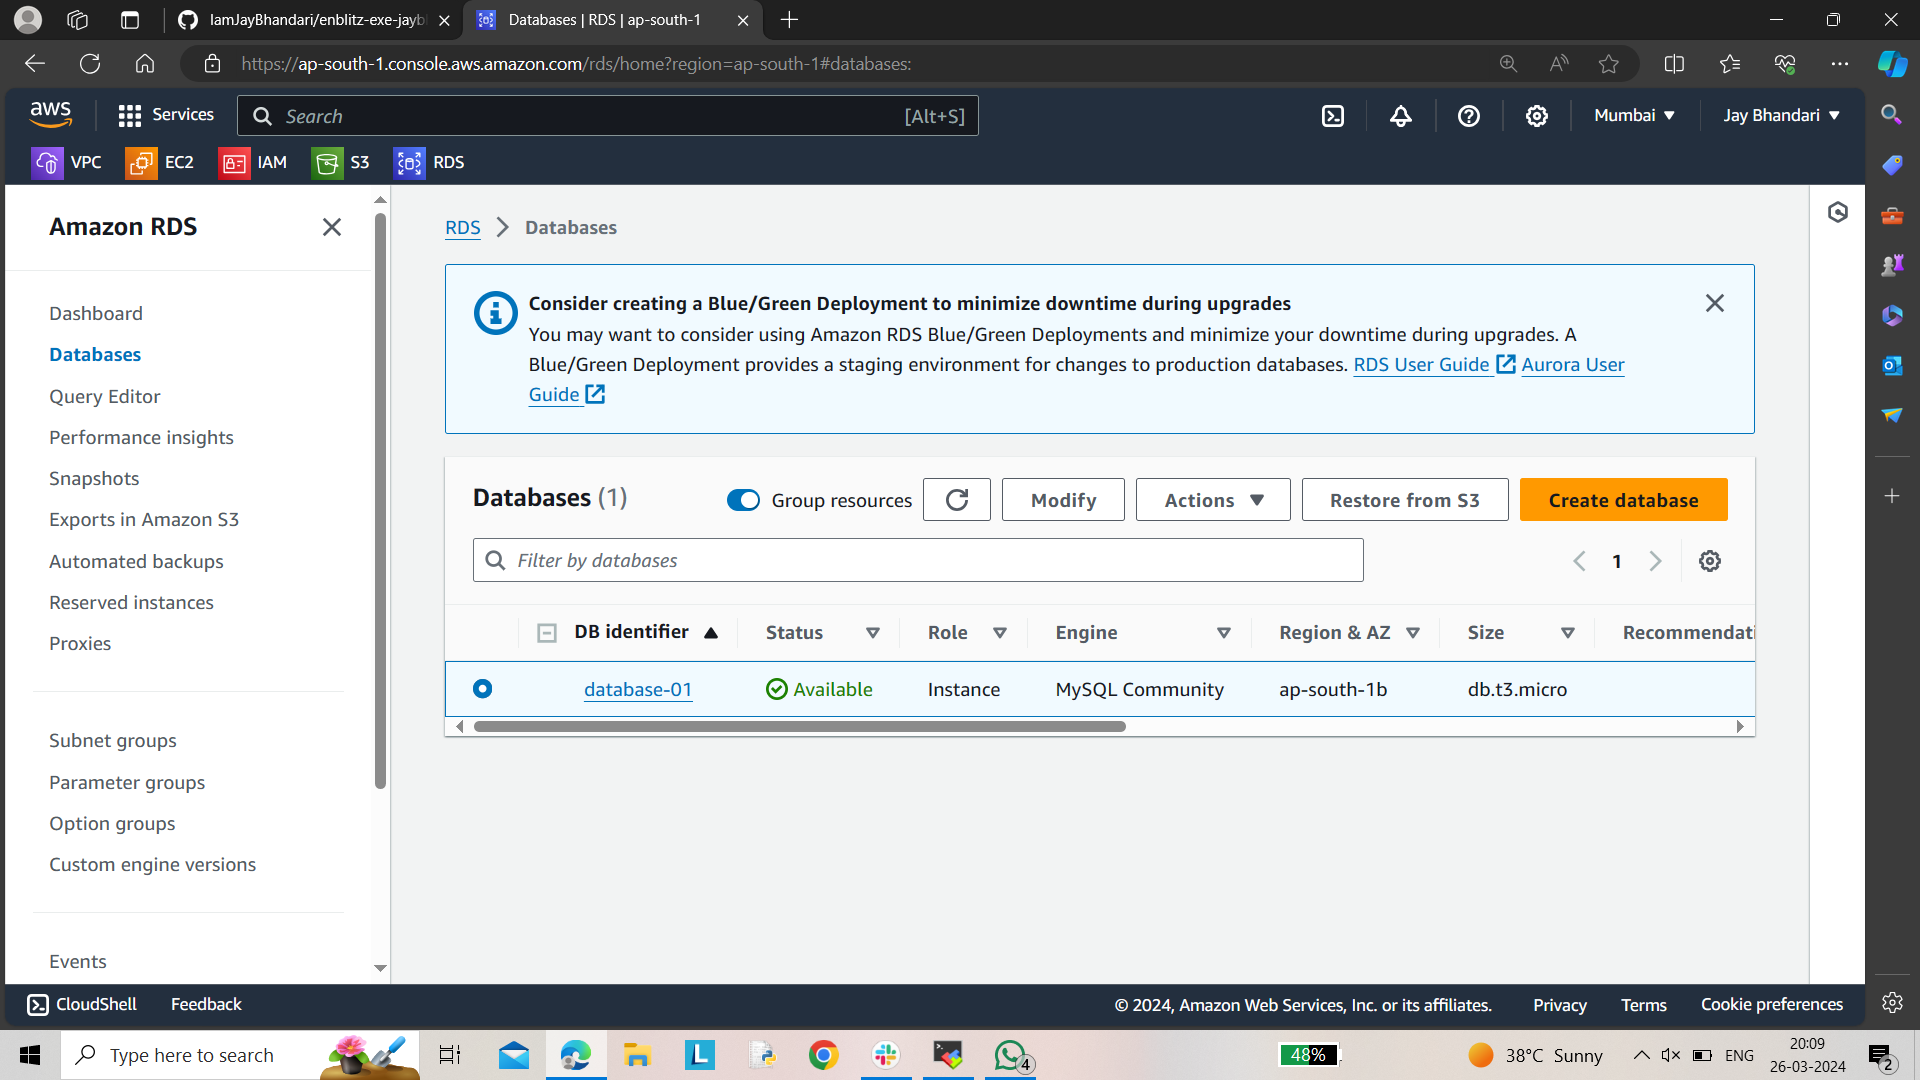 IamJayBhandari/enblitz-exe-jayb
Databases | RDS | ap-south-1
https://ap-south-1.console.aws.amazon.com/rds/home?region=ap-south-1#databases:
aws
Services
Search
[Alt+S]
Mumbai
Jay Bhandari
VPC
EC2
IAM
S3
RDS
Amazon RDS
Dashboard
Databases
Query Editor
Performance insights
Snapshots
Exports in Amazon S3
Automated backups
Reserved instances
Proxies
Subnet groups
Parameter groups
Option groups
Custom engine versions
Events
RDS > Databases
Consider creating a Blue/Green Deployment to minimize downtime during upgrades
You may want to consider using Amazon RDS Blue/Green Deployments and minimize your downtime during upgrades. A
Blue/Green Deployment provides a staging environment for changes to production databases. RDS User Guide Aurora User
Guide
Databases (1)
Group resources
Modify
Actions
Restore from S3
Create database
Filter by databases
1
DB identifier
Status
Role
Engine
Region & AZ
Size
Recommendati
database-01
Available
Instance
MySQL Community
ap-south-1b
db.t3.micro
CloudShell
Feedback
© 2024, Amazon Web Services, Inc. or its affiliates.
Privacy
Terms
Cookie preferences
Type here to search
L
4
48%
38°C Sunny
ENG
20:09
26-03-2024
2